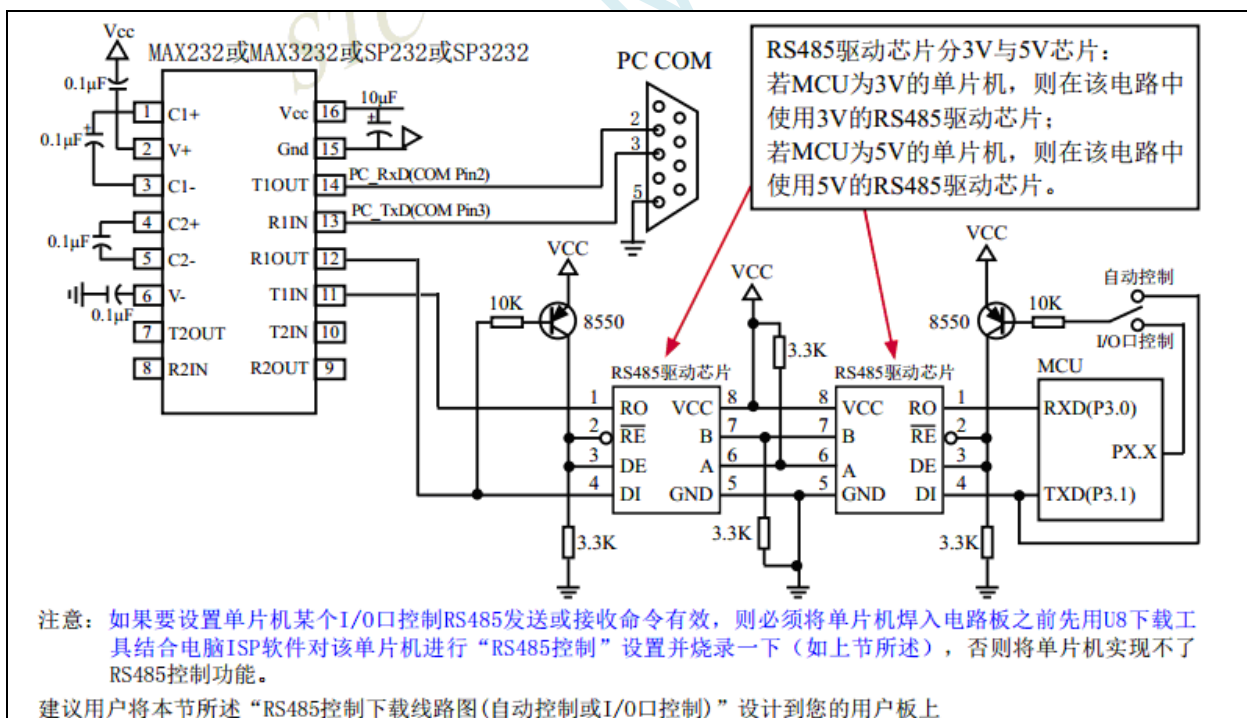 Vcc
MAX232或MAX3232或SP232或SP3232
0.1μF
0.1μF
0.1μF
0.1μF
1 C1+
2 V+
3 C1-
4 C2+
5 C2-
6 V-
7 T2OUT
8 R2IN
Vcc 16
Gnd 15
T1OUT 14
R1IN 13
R1OUT 12
T1IN 11
T2IN 10
R2OUT 9
10μF
PC_RxD(COM Pin2)
PC_TxD(COM Pin3)
PC COM
2
3
5
RS485驱动芯片分3V与5V芯片:
若MCU为3V的单片机,则在该电路中
使用3V的RS485驱动芯片;
若MCU为5V的单片机,则在该电路中
使用5V的RS485驱动芯片。
VCC
10K
8550
3.3K
RS485驱动芯片
1 RO VCC 8
2 RE B 7
3 DE A 6
4 DI GND 5
VCC
3.3K
3.3K
RS485驱动芯片
8 VCC RO 1
7 B RE 2
6 A DE 3
5 GND DI 4
VCC
8550
10K
3.3K
自动控制
I/O口控制
MCU
RXD(P3.0)
PX.X
TXD(P3.1)
注意:如果要设置单片机某个I/O口控制RS485发送或接收命令有效,则必须将单片机焊入电路板之前先用U8下载工
具结合电脑ISP软件对该单片机进行“RS485控制”设置并烧录一下(如上节所述),否则将单片机实现不了
RS485控制功能。
建议用户将本节所述“RS485控制下载线路图(自动控制或I/O口控制)”设计到您的用户板上
STC